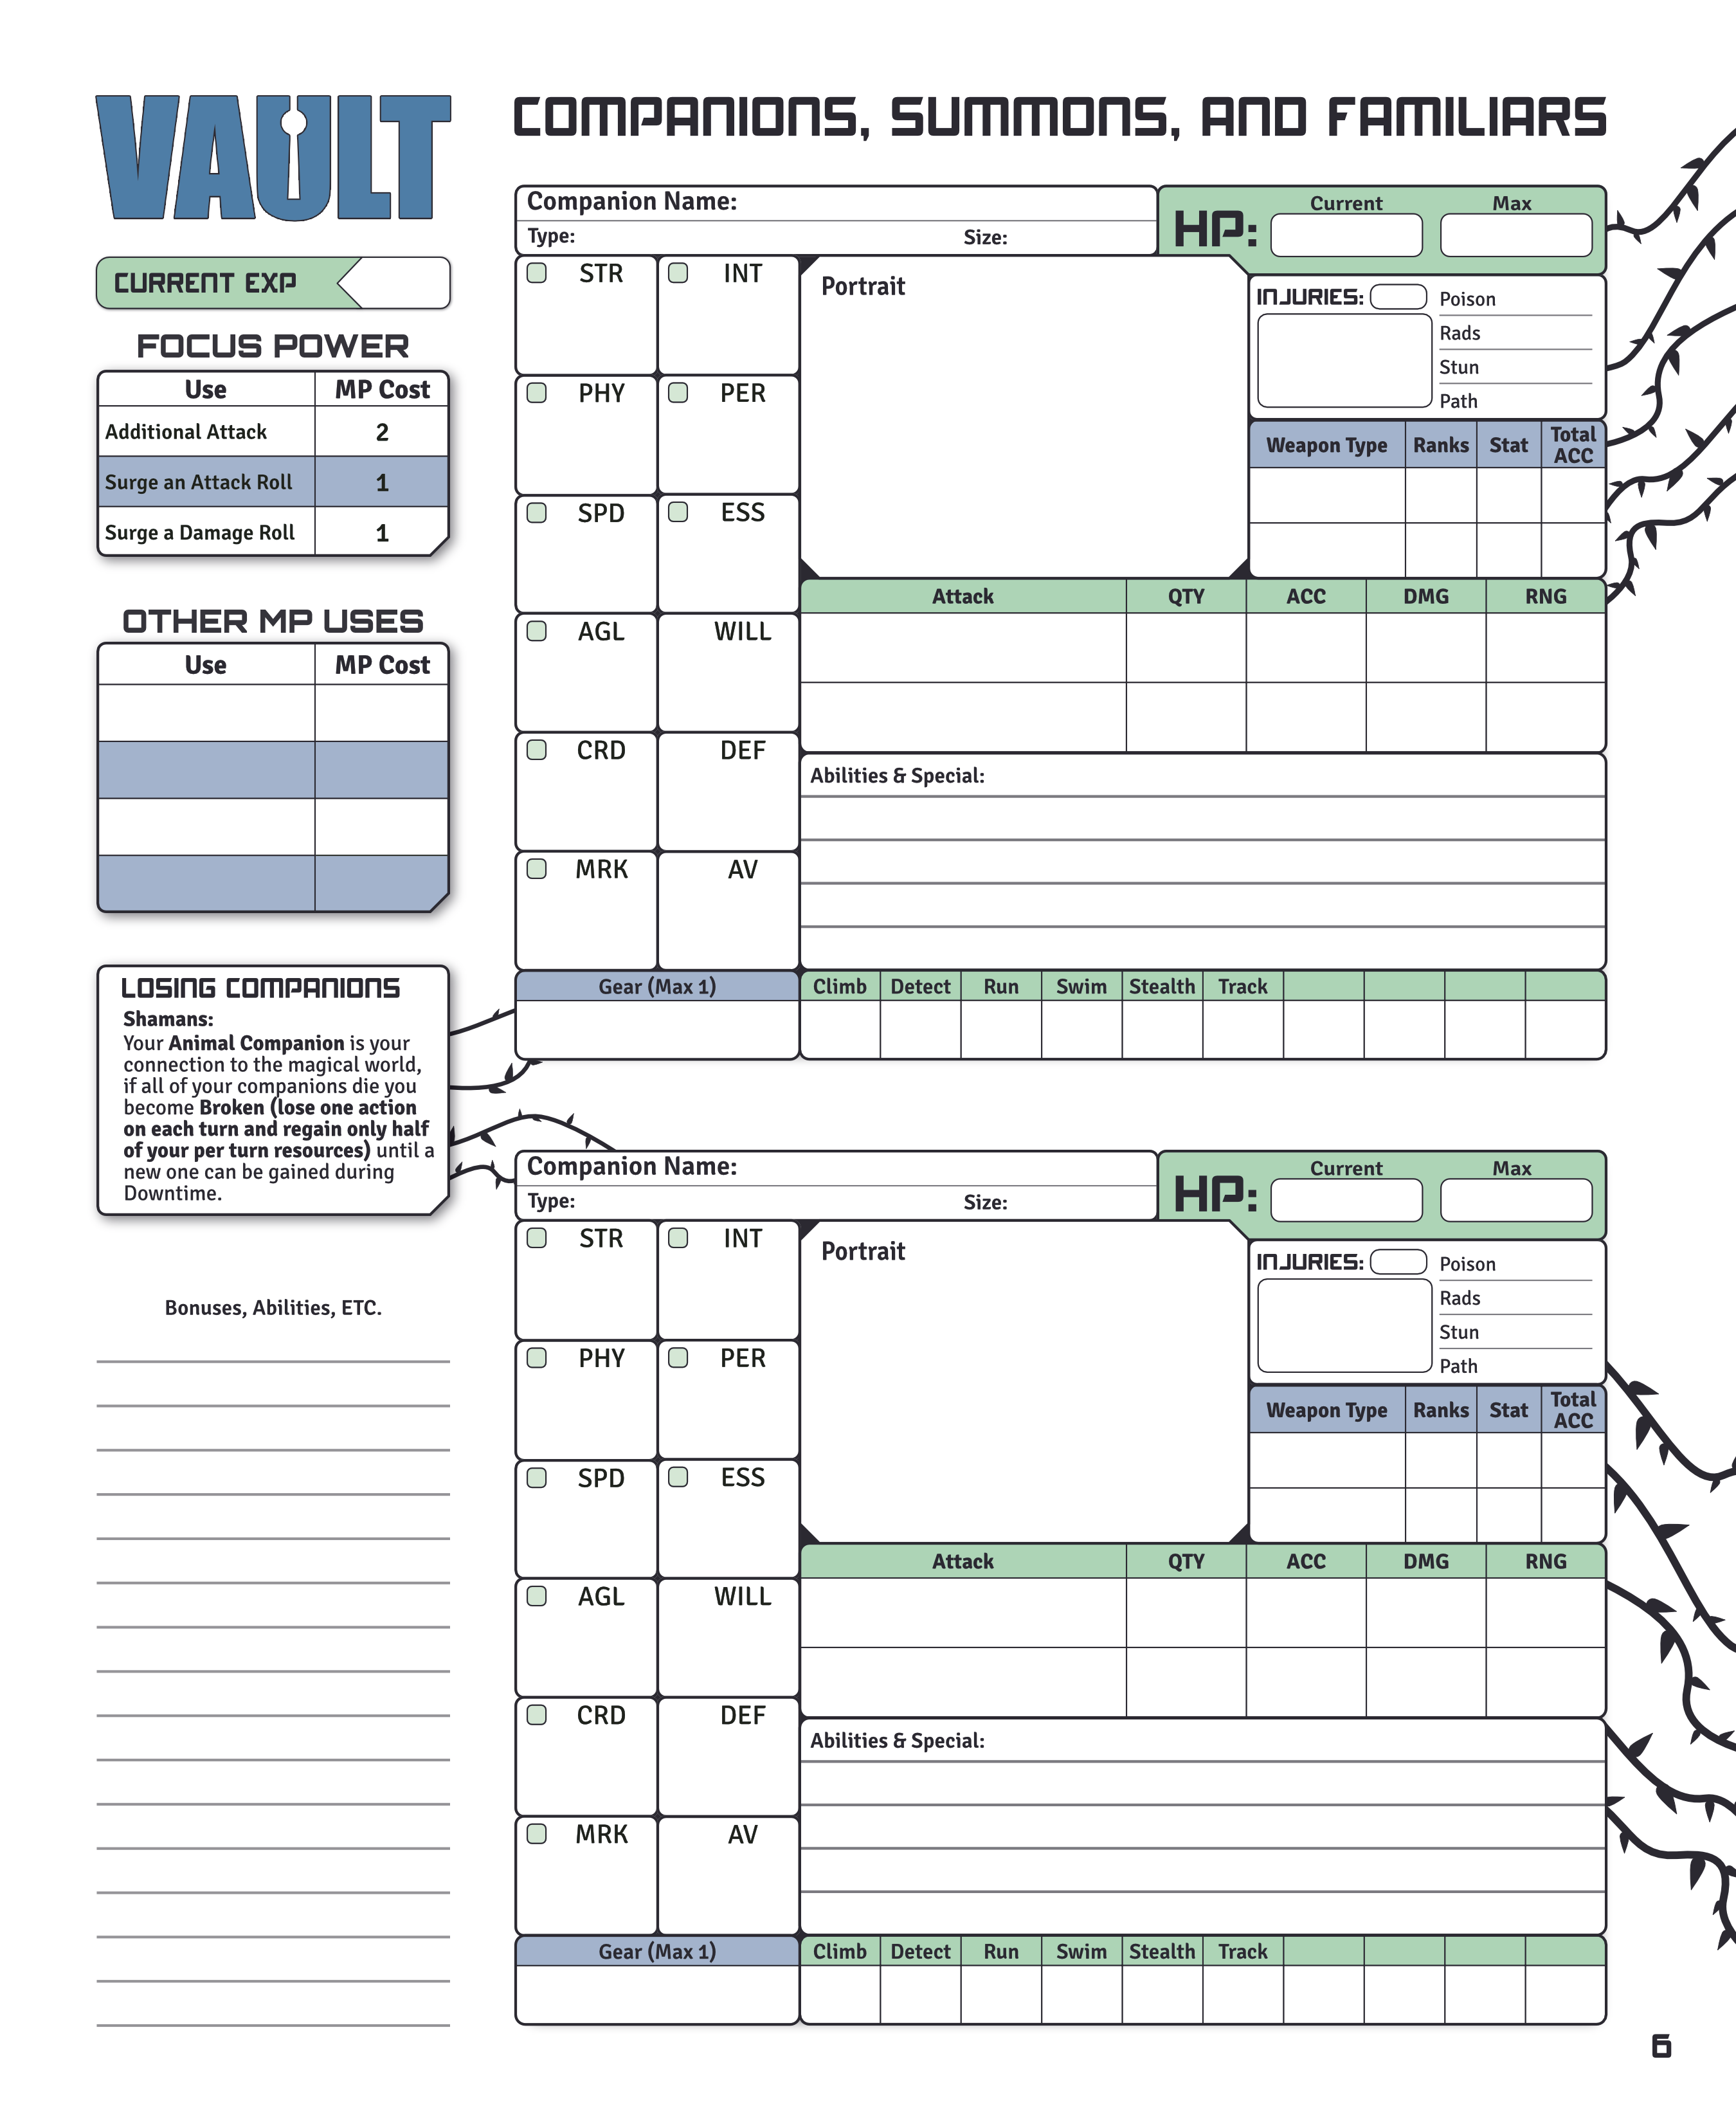 VAULT
COMPANIONS, SUMMONS, AND FAMILIARS
CURRENT EXP
FOCUS POWER
Use MP Cost
Additional Attack 2
Surge an Attack Roll 1
Surge a Damage Roll 1
OTHER MP USES
Use MP Cost
LOSING COMPANIONS
Shamans:
Your Animal Companion is your
connection to the magical world,
if all of your companions die you
become Broken (lose one action
on each turn and regain only half
of your per turn resources) until a
new one can be gained during
Downtime.
Bonuses, Abilities, ETC.
Companion Name:
Type: Size:
HP:
Current Max
STR INT
PHY PER
SPD ESS
AGL WILL
CRD DEF
MRK AV
Portrait
INJURIES:
Poison
Rads
Stun
Path
Weapon Type Ranks Stat Total ACC
Attack QTY ACC DMG RNG
Abilities & Special:
Gear (Max 1)
Climb Detect Run Swim Stealth Track
Companion Name:
Type: Size:
HP:
Current Max
STR INT
PHY PER
SPD ESS
AGL WILL
CRD DEF
MRK AV
Portrait
INJURIES:
Poison
Rads
Stun
Path
Weapon Type Ranks Stat Total ACC
Attack QTY ACC DMG RNG
Abilities & Special:
Gear (Max 1)
Climb Detect Run Swim Stealth Track
6